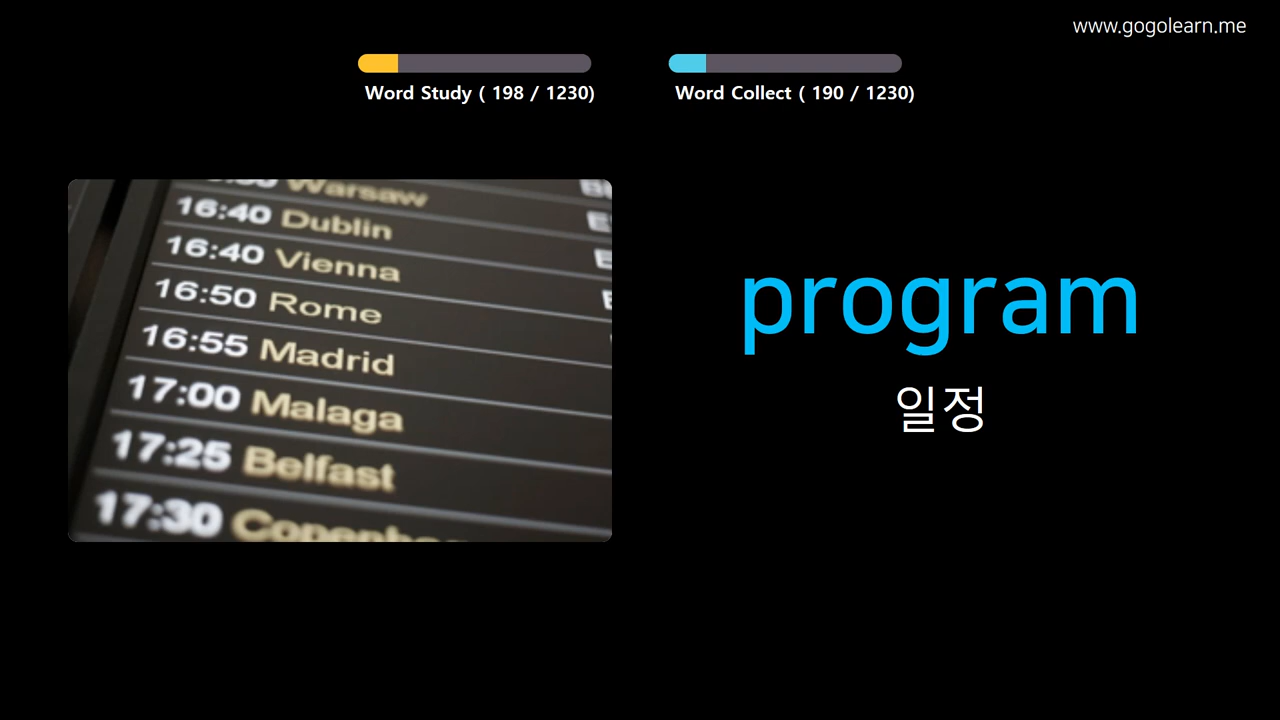 www.gogolearn.me
Word Study ( 198 / 1230)
Word Collect ( 190 / 1230)
Warsaw
16:40 Dublin
16:40 Vienna
16:50 Rome
16:55 Madrid
17:00 Malaga
17:25 Belfast
17:30
program
일정